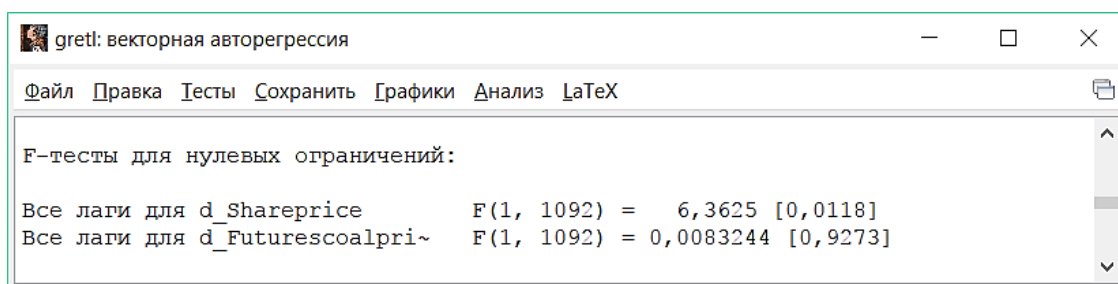 gretl: векторная авторегрессия
Файл Правка Тесты Сохранить Графики Анализ LaTeX
F-тесты для нулевых ограничений:
Все лаги для d_Shareprice F(1, 1092) = 6,3625 [0,0118]
Все лаги для d_Futurescoalpri~ F(1, 1092) = 0,0083244 [0,9273]